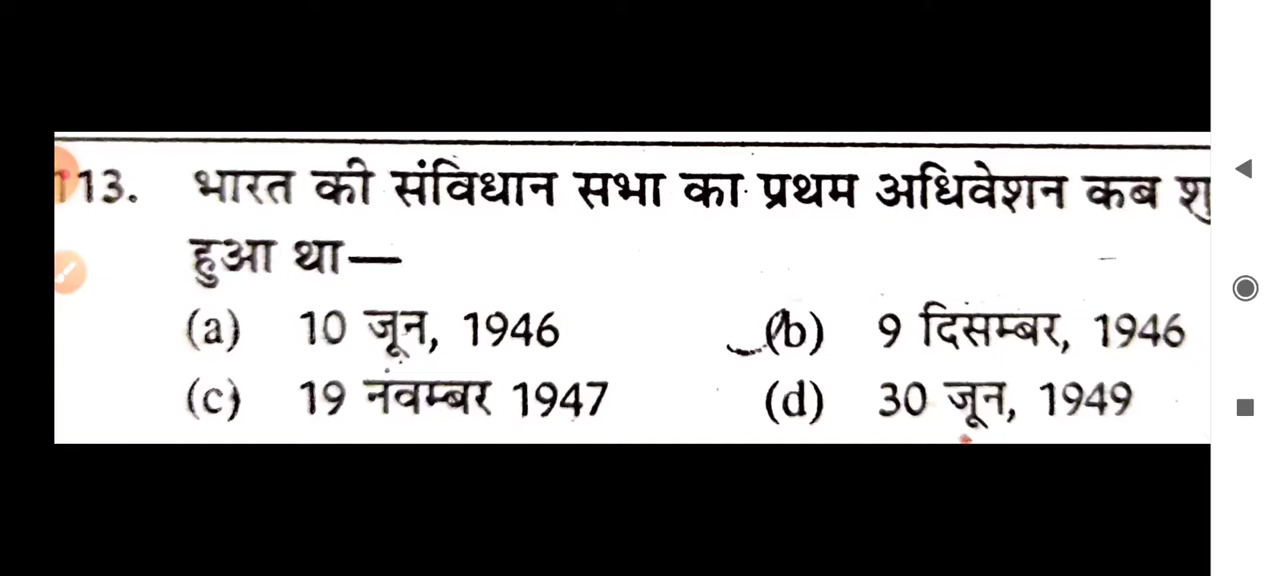 113. भारत की संविधान सभा का प्रथम अधिवेशन कब
हुआ था—
(a) 10 जून, 1946 (b) 9 दिसम्बर, 1946
(c) 19 नवम्बर 1947 (d) 30 जून, 1949